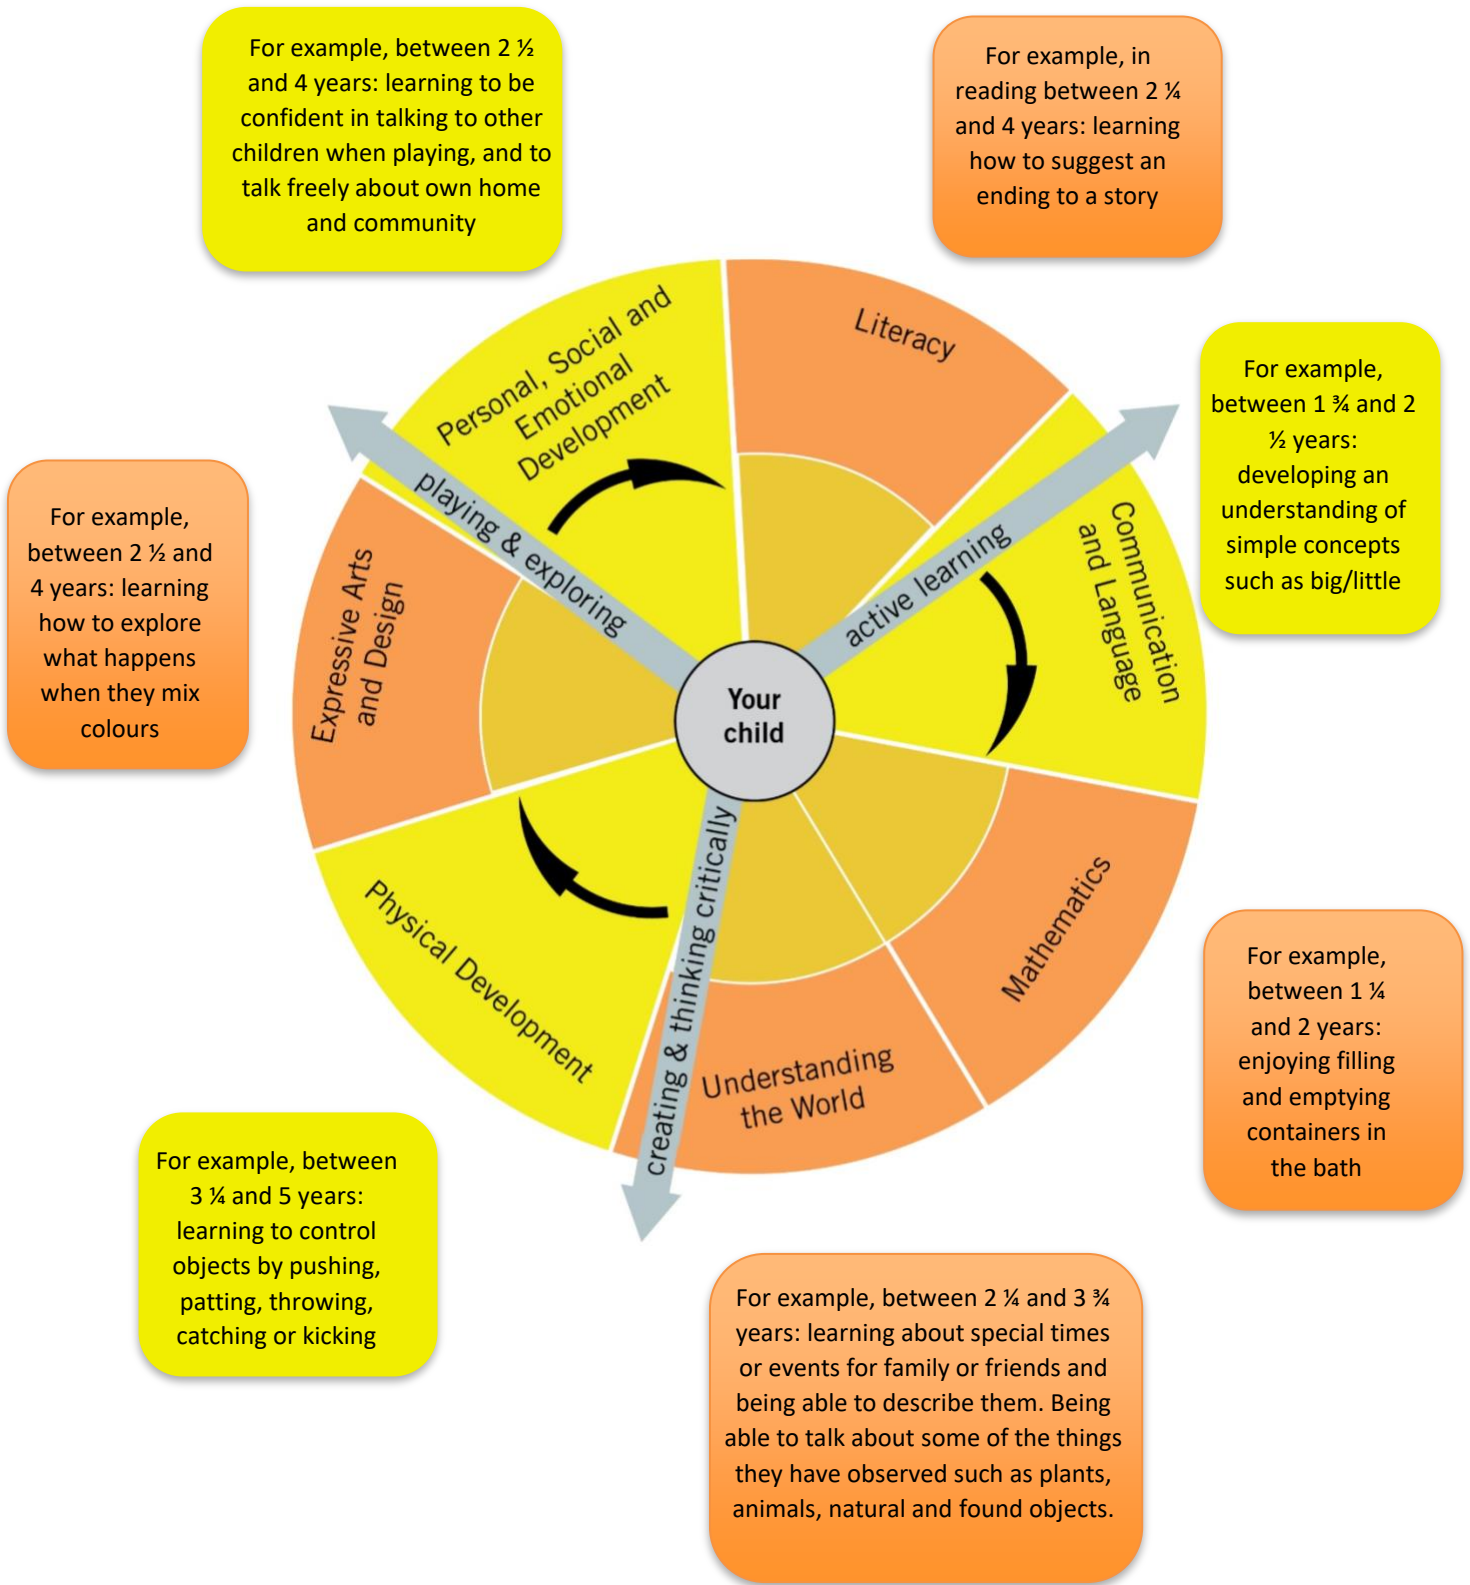 For example, between 2 ½
and 4 years: learning to be
confident in talking to other
children when playing, and to
talk freely about own home
and community
For example, in
reading between 2 ¼
and 4 years: learning
how to suggest an
ending to a story
For example,
between 1 ¾ and 2
½ years:
developing an
understanding of
simple concepts
such as big/little
For example,
between 2 ½ and
4 years: learning
how to explore
what happens
when they mix
colours
Personal, Social and
Emotional
Development
Literacy
Communication
and Language
Mathematics
Understanding
the World
Physical Development
Expressive Arts
and Design
playing & exploring
active learning
creating & thinking critically
Your
child
For example,
between 1 ¼
and 2 years:
enjoying filling
and emptying
containers in
the bath
For example, between
3 ¼ and 5 years:
learning to control
objects by pushing,
patting, throwing,
catching or kicking
For example, between 2 ¼ and 3 ¾
years: learning about special times
or events for family or friends and
being able to describe them. Being
able to talk about some of the things
they have observed such as plants,
animals, natural and found objects.